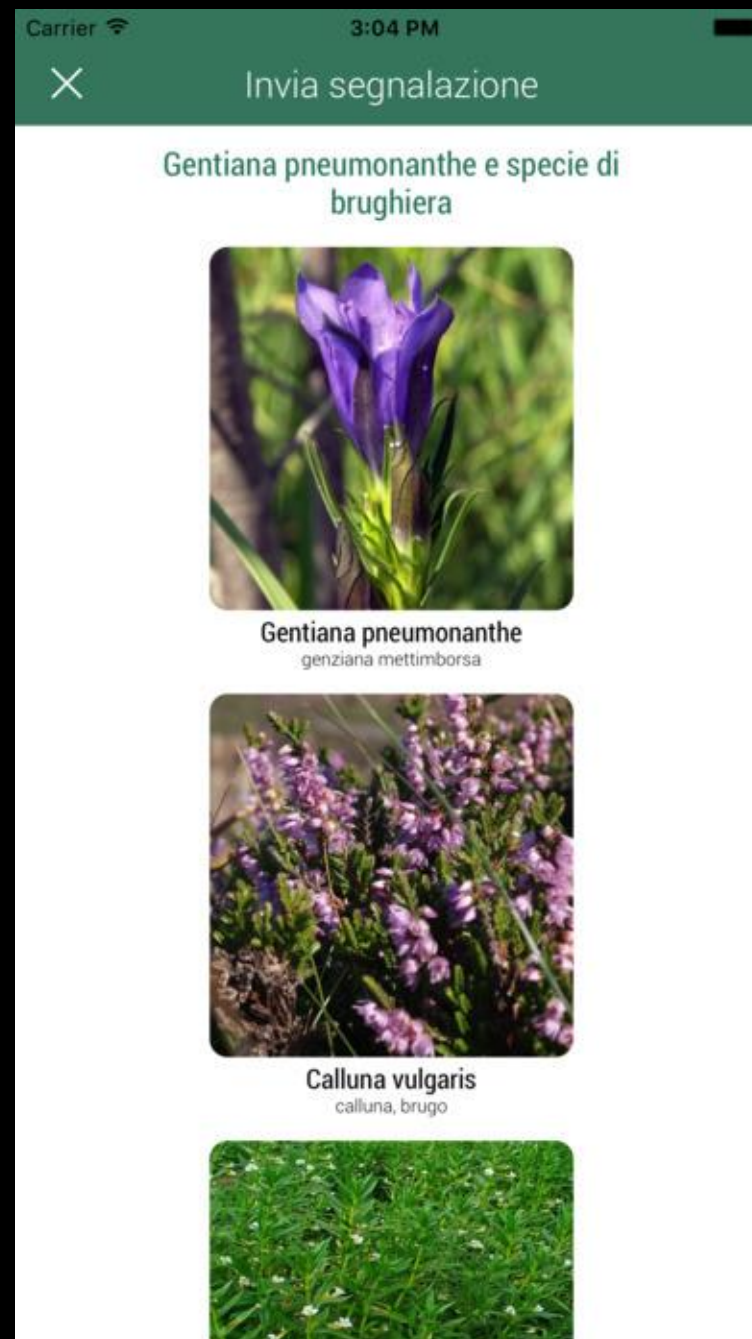 Carrier 3:04 PM
Invia segnalazione
Gentiana pneumonanthe e specie di
brughiera
Gentiana pneumonanthe
genziana mettimborsa
Calluna vulgaris
calluna, brugo